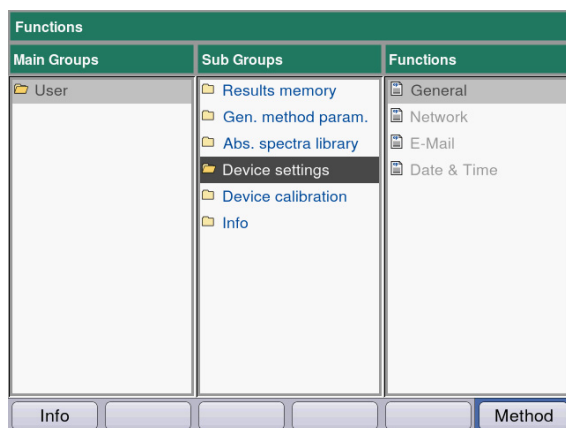 Functions
Main Groups
Sub Groups
Functions
User
Results memory
Gen. method param.
Abs. spectra library
Device settings
Device calibration
Info
General
Network
E-Mail
Date & Time
Info
Method